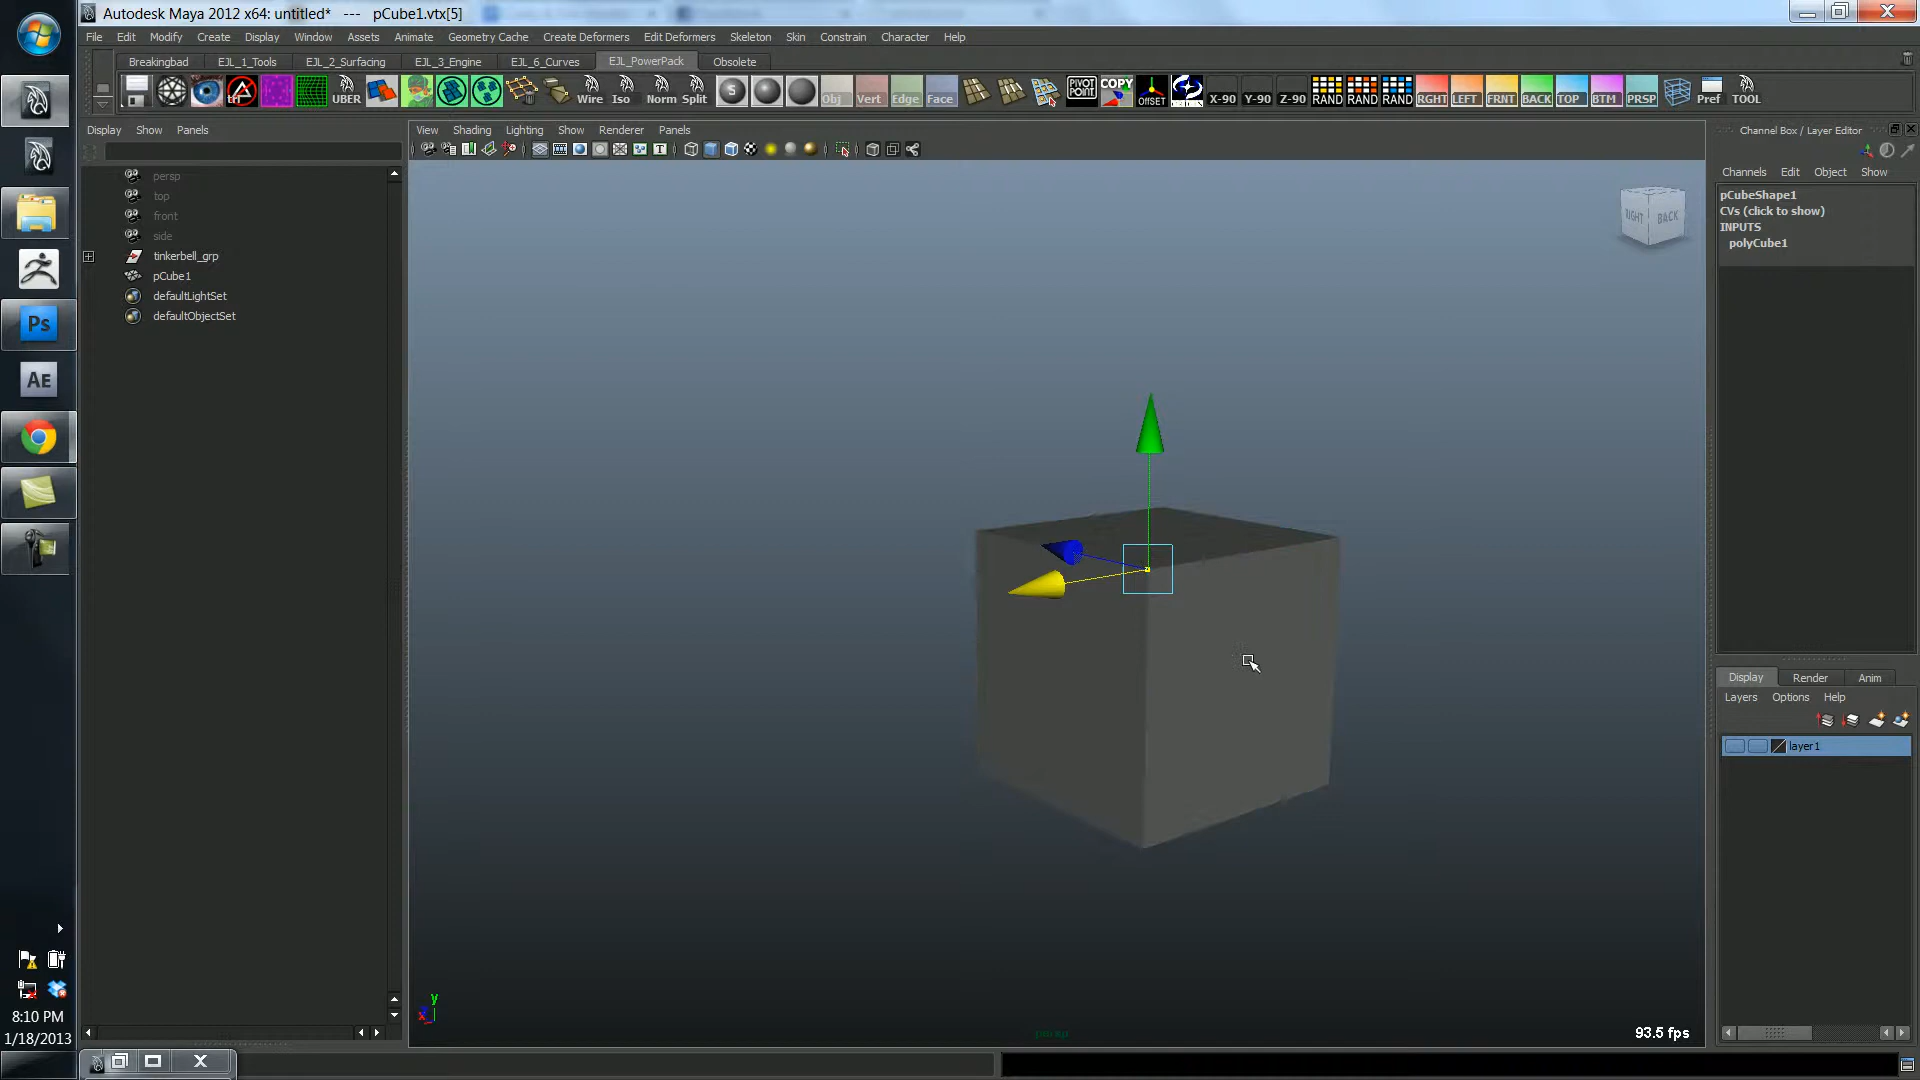 Autodesk Maya 2012 x64: untitled*   ---   pCube1.vtx[5]
File Edit Modify Create Display Window Assets Animate Geometry Cache Create Deformers Edit Deformers Skeleton Skin Constrain Character Help
Breakingbad EJL_1_Tools EJL_2_Surfacing EJL_3_Engine EJL_6_Curves EJL_PowerPack Obsolete
tri UBER Wire Iso Norm Split S Obj Vert Edge Face PIVOT POINT COPY OFFSET X-90 Y-90 Z-90 RAND RAND RAND RGHT LEFT FRNT BACK TOP BTM PRSP Pref TOOL
Display Show Panels
View Shading Lighting Show Renderer Panels
Channel Box / Layer Editor
Channels Edit Object Show
persp
top
front
side
tinkerbell_grp
pCube1
defaultLightSet
defaultObjectSet
RIGHT BACK
pCubeShape1
CVs (click to show)
INPUTS
polyCube1
Ps
AE
Display Render Anim
Layers Options Help
layer1
y
x
persp
93.5 fps
8:10 PM
1/18/2013